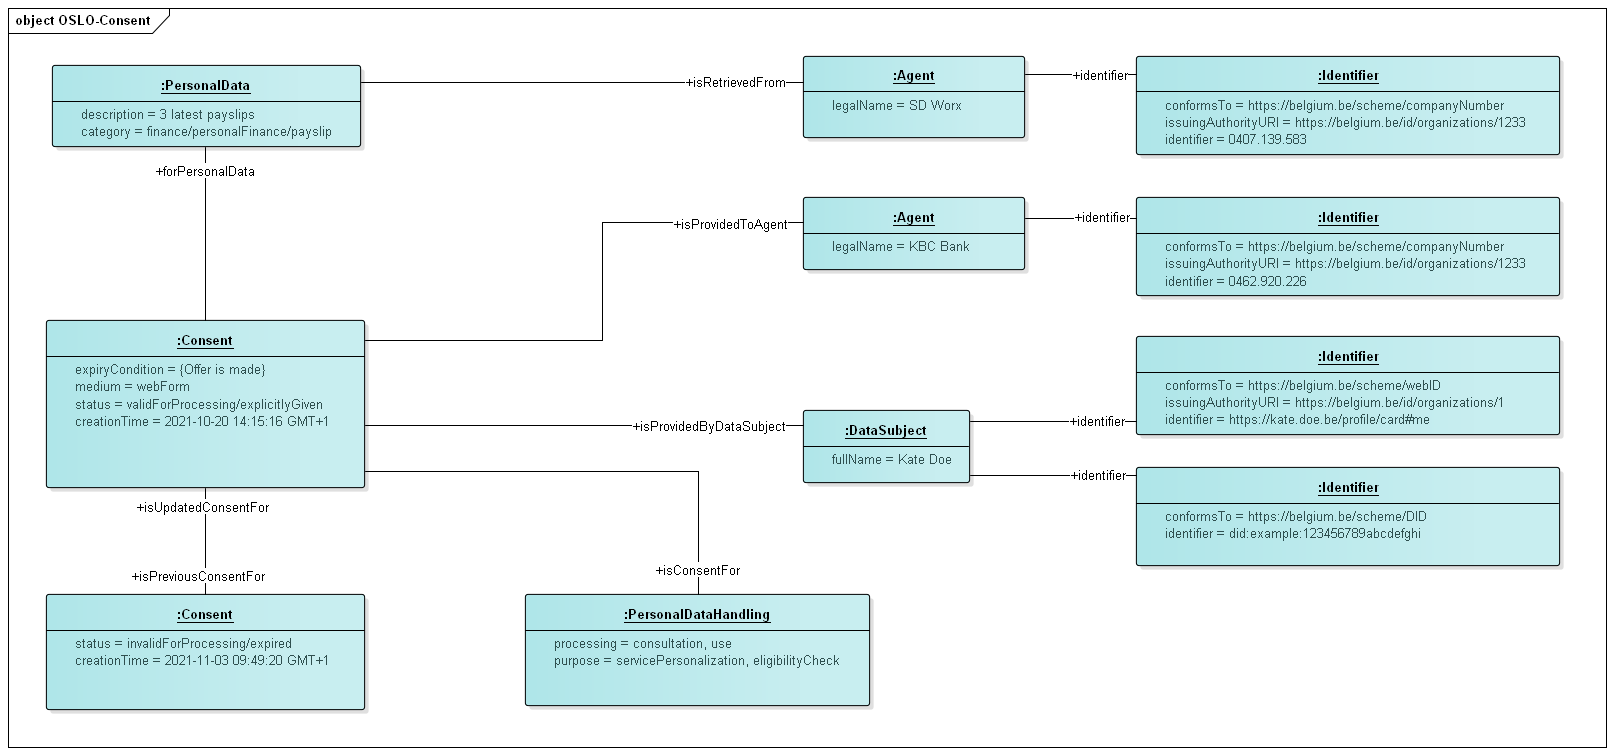 object OSLO-Consent
:PersonalData
description = 3 latest payslips
category = finance/personalFinance/payslip
+isRetrievedFrom
:Agent
legalName = SD Worx
+identifier
:Identifier
conformsTo = https://belgium.be/scheme/companyNumber
issuingAuthorityURI = https://belgium.be/id/organizations/1233
identifier = 0407.139.583
+forPersonalData
+isProvidedToAgent
:Agent
legalName = KBC Bank
+identifier
:Identifier
conformsTo = https://belgium.be/scheme/companyNumber
issuingAuthorityURI = https://belgium.be/id/organizations/1233
identifier = 0462.920.226
:Consent
expiryCondition = {Offer is made}
medium = webForm
status = validForProcessing/explicitlyGiven
creationTime = 2021-10-20 14:15:16 GMT+1
+isProvidedByDataSubject
:DataSubject
fullName = Kate Doe
+identifier
:Identifier
conformsTo = https://belgium.be/scheme/webID
issuingAuthorityURI = https://belgium.be/id/organizations/1
identifier = https://kate.doe.be/profile/card#me
+identifier
:Identifier
conformsTo = https://belgium.be/scheme/DID
identifier = did:example:123456789abcdefghi
+isUpdatedConsentFor
+isPreviousConsentFor
:Consent
status = invalidForProcessing/expired
creationTime = 2021-11-03 09:49:20 GMT+1
+isConsentFor
:PersonalDataHandling
processing = consultation, use
purpose = servicePersonalization, eligibilityCheck